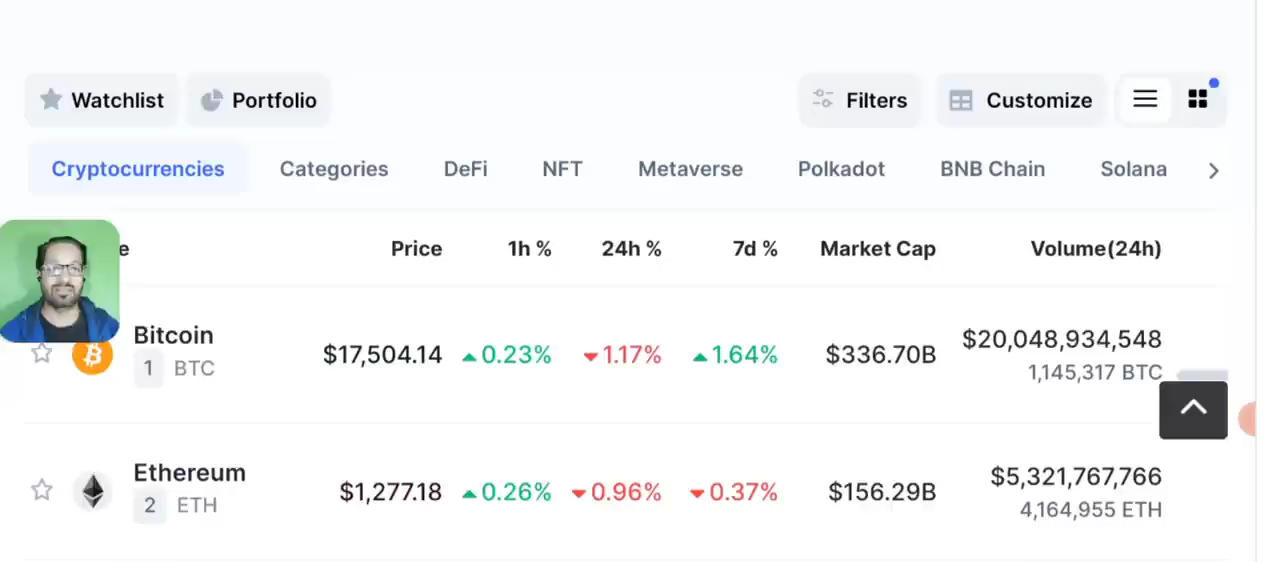 Watchlist Portfolio Filters Customize
Cryptocurrencies Categories DeFi NFT Metaverse Polkadot BNB Chain Solana
Price 1h % 24h % 7d % Market Cap Volume(24h)
Bitcoin
1 BTC
$17,504.14 0.23% 1.17% 1.64% $336.70B
$20,048,934,548
1,145,317 BTC
Ethereum
2 ETH
$1,277.18 0.26% 0.96% 0.37% $156.29B
$5,321,767,766
4,164,955 ETH